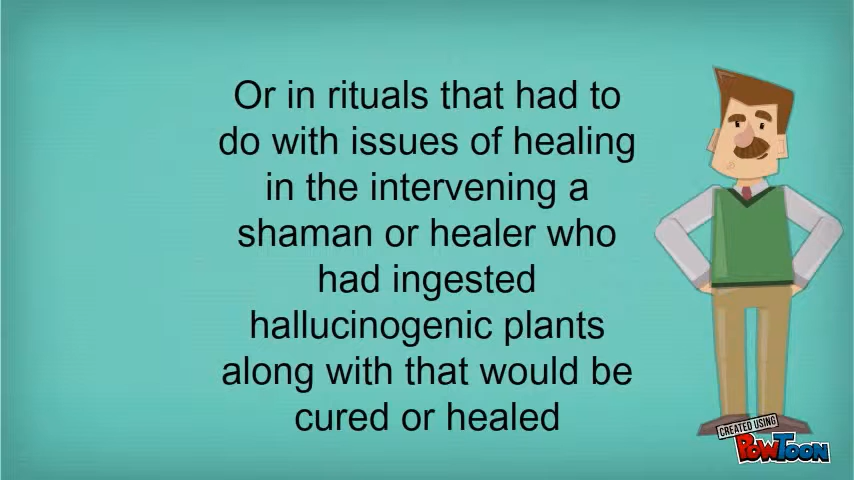 Or in rituals that had to
do with issues of healing
in the intervening a
shaman or healer who
had ingested
hallucinogenic plants
along with that would be
cured or healed
CREATED USING
POWTOON